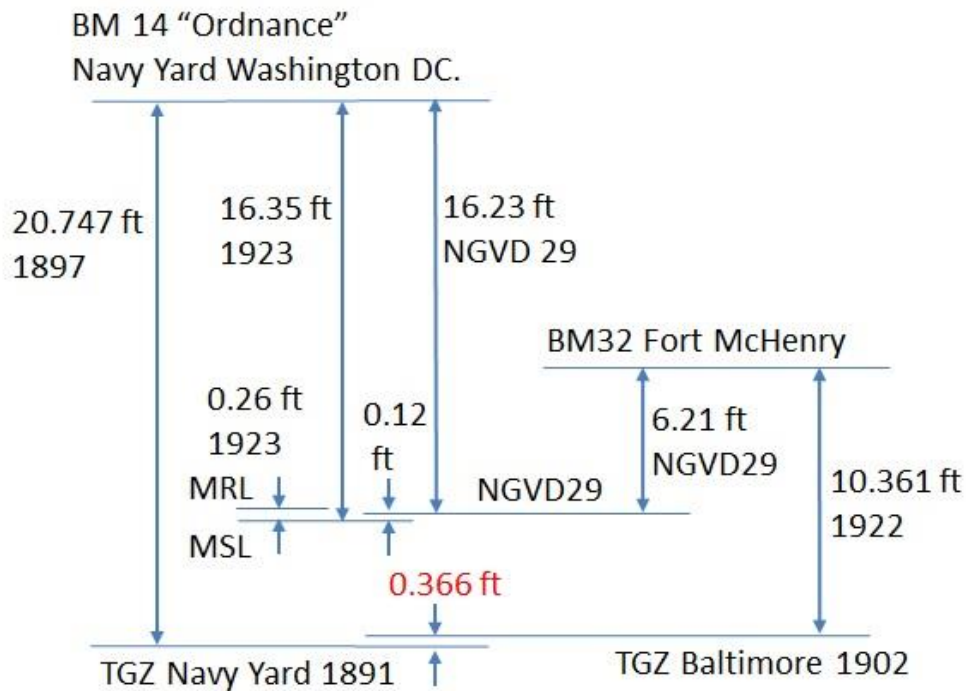 BM 14 “Ordnance”
Navy Yard Washington DC.
20.747 ft
1897
16.35 ft
1923
16.23 ft
NGVD 29
BM32 Fort McHenry
0.26 ft
1923
0.12
ft
6.21 ft
NGVD29
10.361 ft
1922
MRL
NGVD29
MSL
0.366 ft
TGZ Navy Yard 1891
TGZ Baltimore 1902